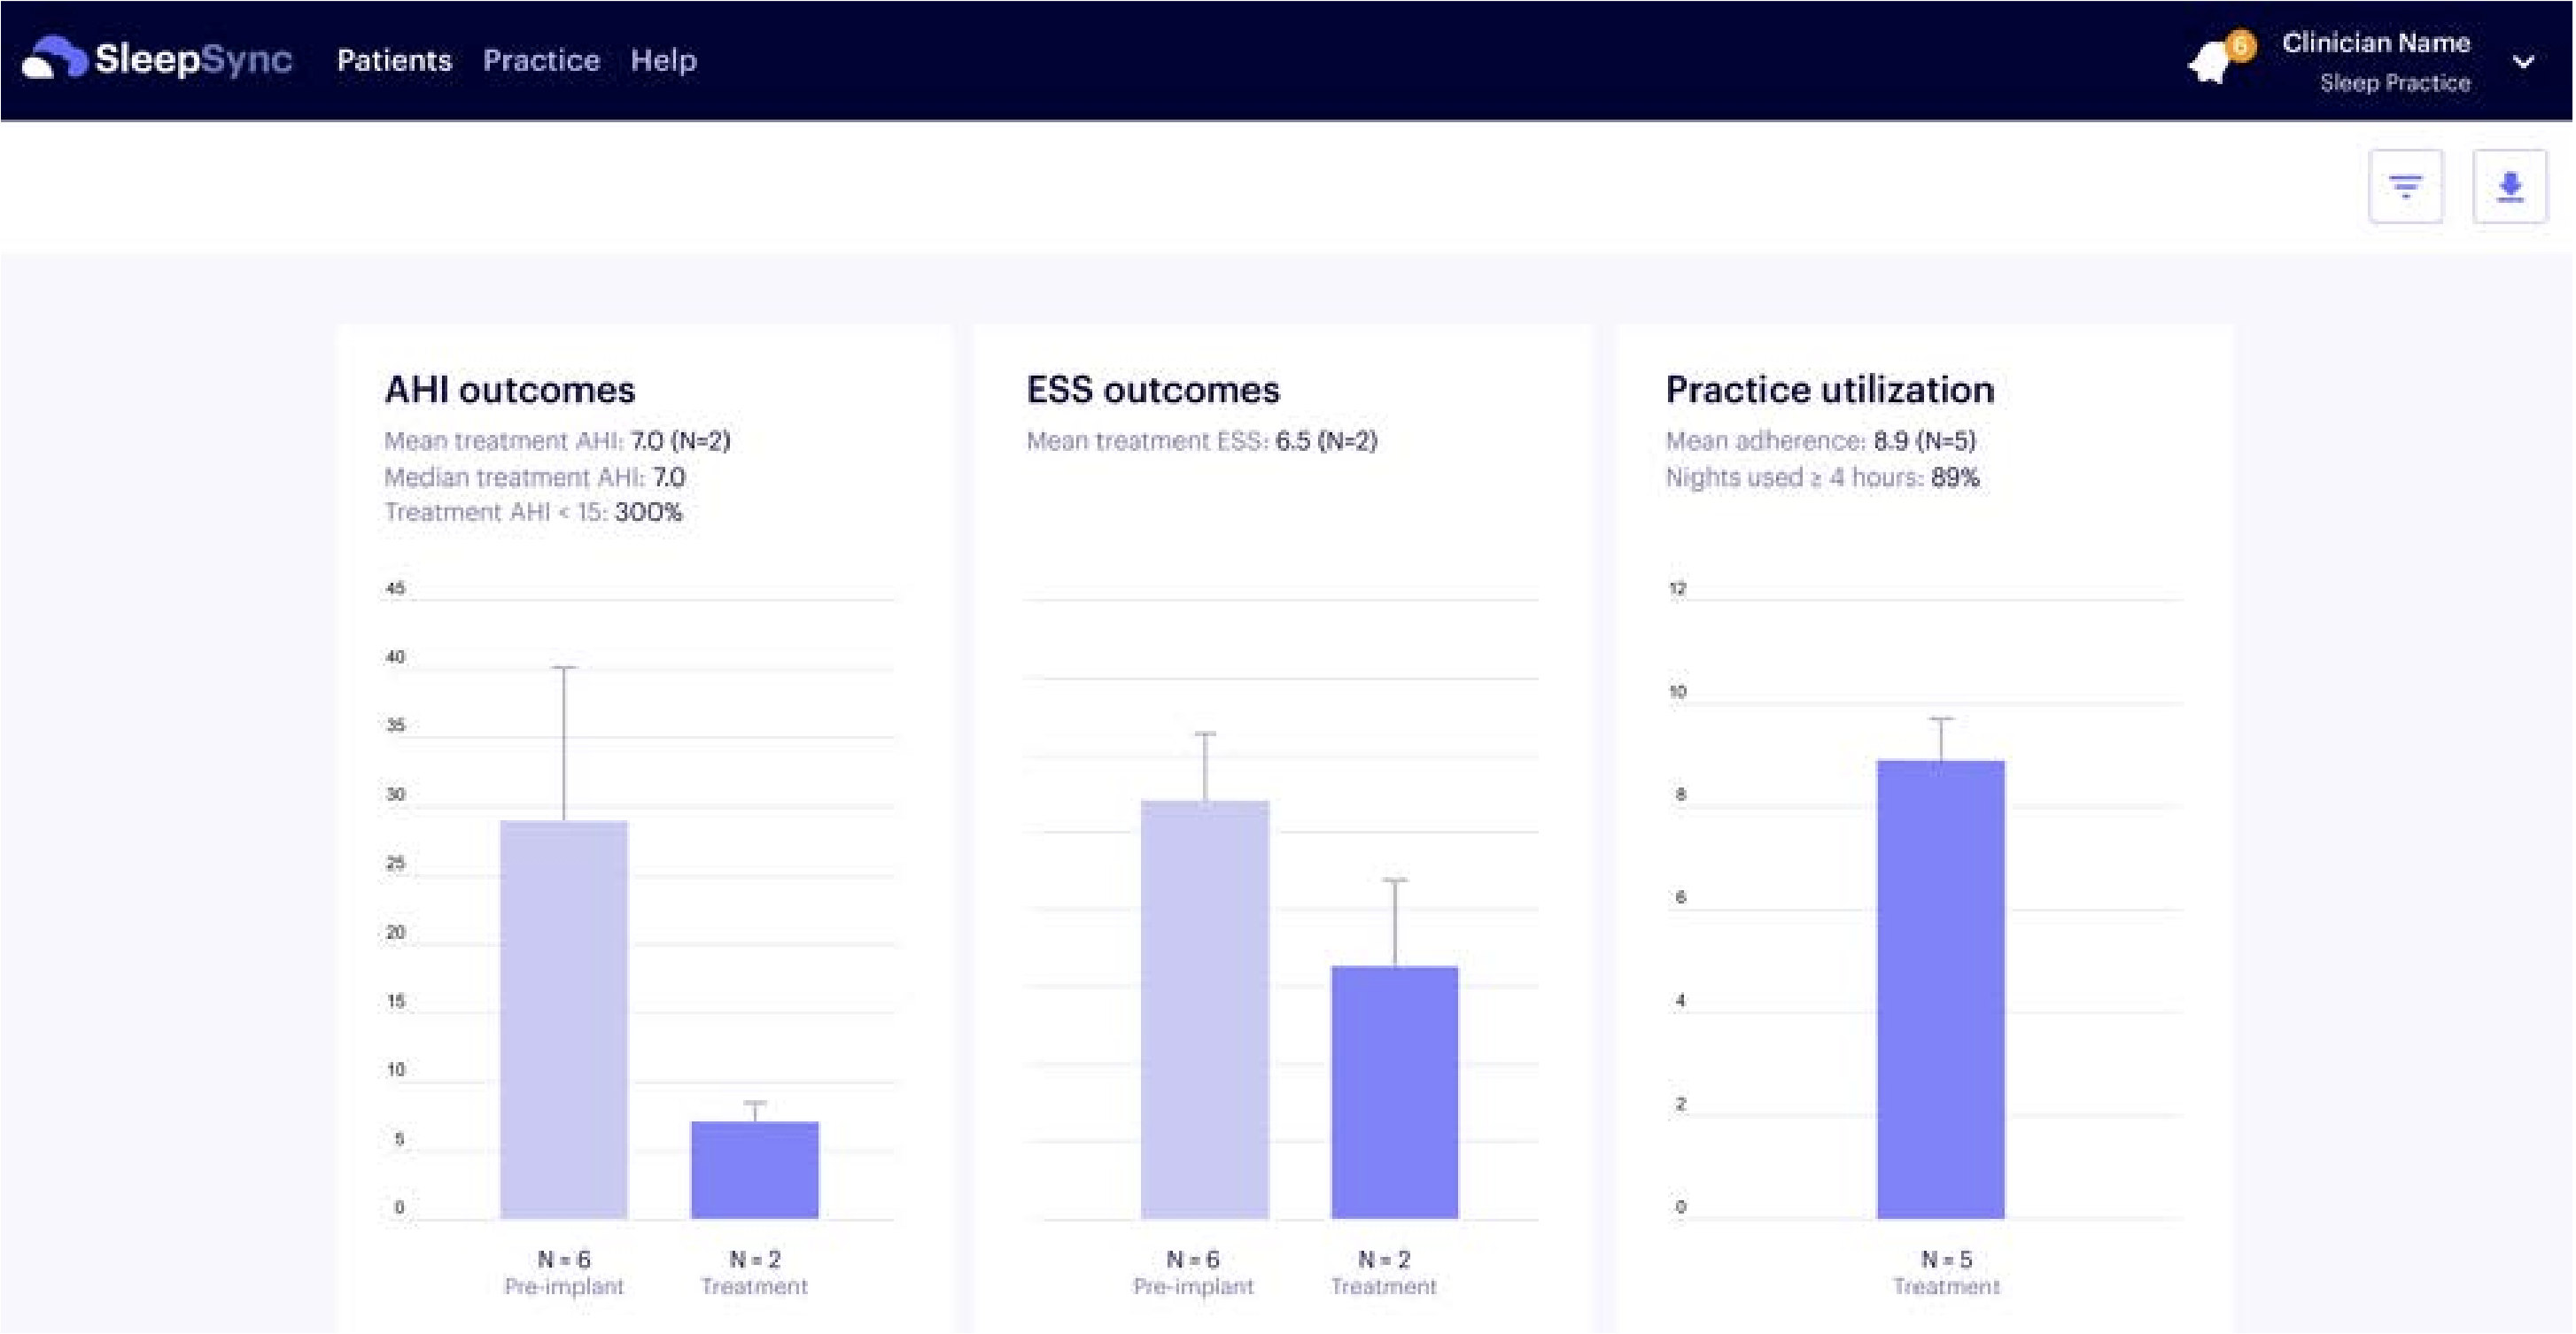 SleepSync Patients Practice Help
6
Clinician Name
Sleep Practice
AHI outcomes
Mean treatment AHI: 7.0 (N=2)
Median treatment AHI: 7.0
Treatment AHI < 15: 300%
45
40
35
30
25
20
15
10
5
0
N = 6
Pre-implant
N = 2
Treatment
ESS outcomes
Mean treatment ESS: 6.5 (N=2)
N = 6
Pre-implant
N = 2
Treatment
Practice utilization
Mean adherence: 8.9 (N=5)
Nights used ≥ 4 hours: 89%
12
10
8
6
4
2
0
N = 5
Treatment